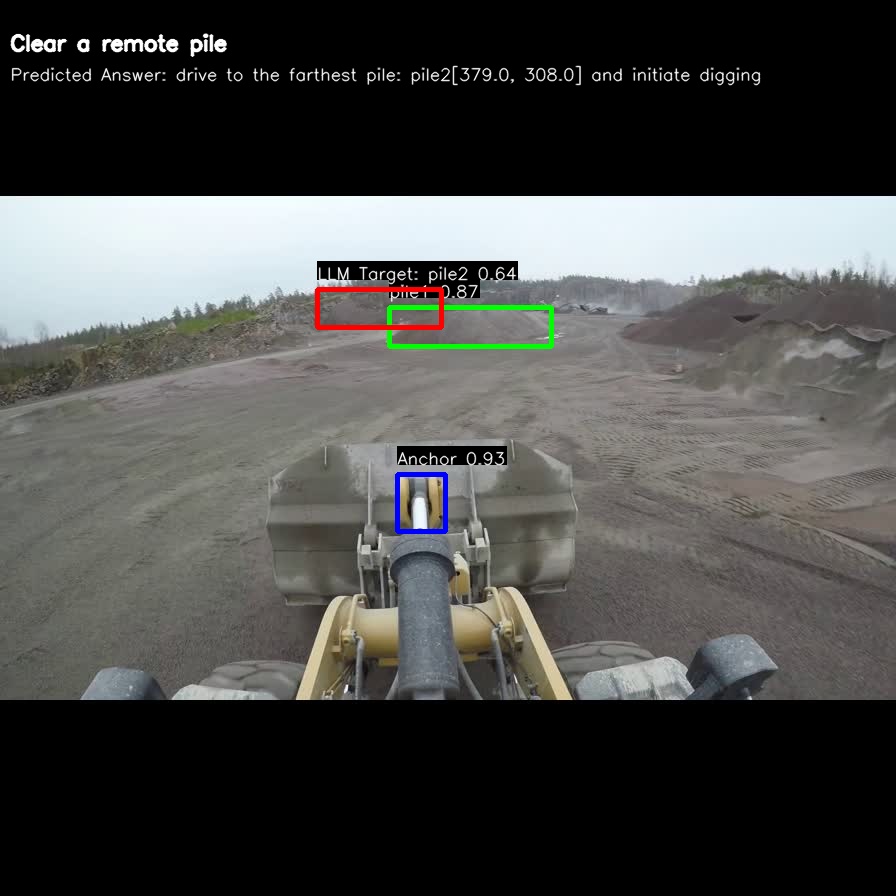 Clear a remote pile
Predicted Answer: drive to the farthest pile: pile2[379.0, 308.0] and initiate digging
LLM Target: pile2 0.64
pile1 0.87
Anchor 0.93